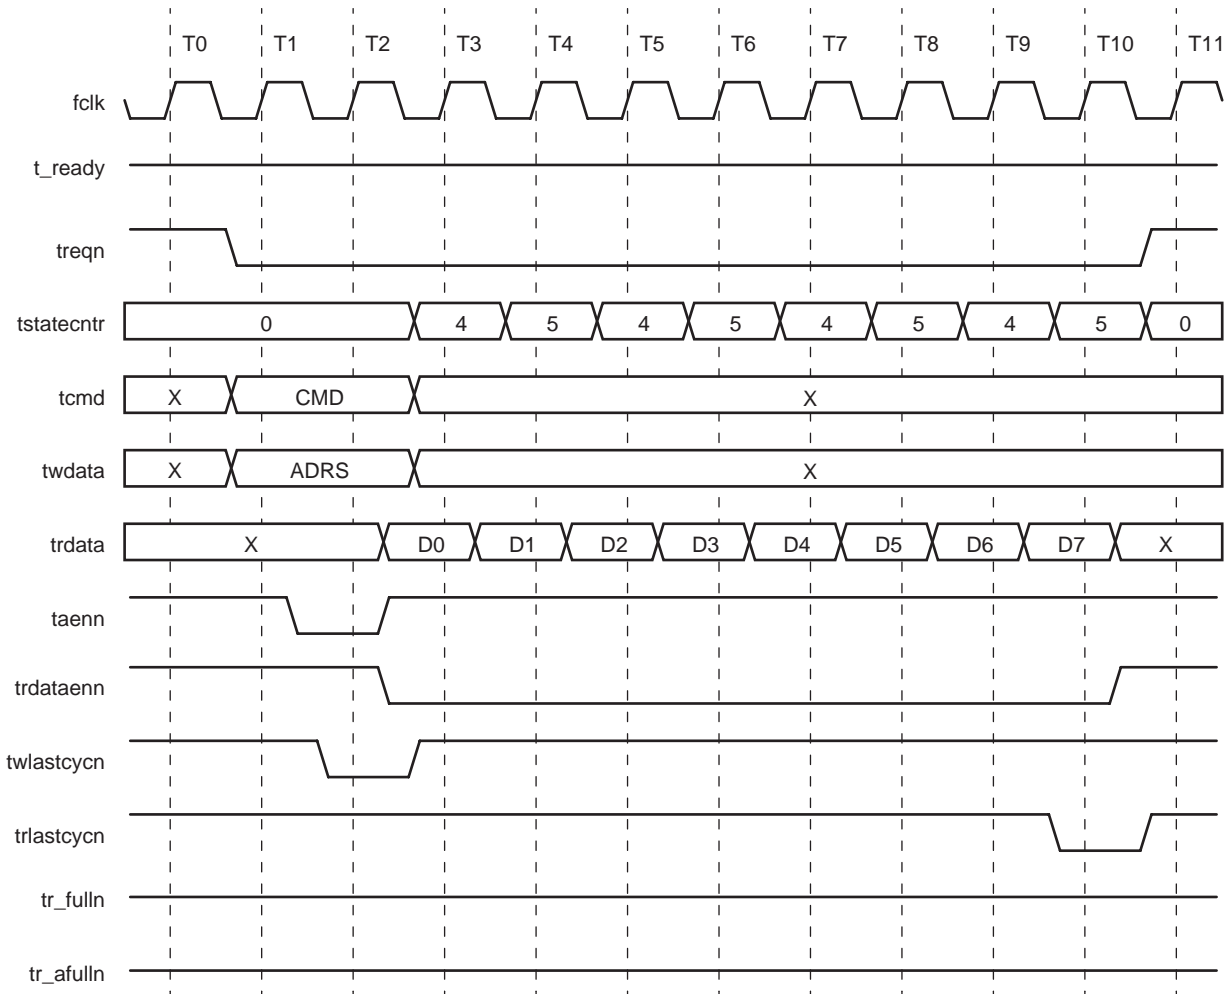 T0 T1 T2 T3 T4 T5 T6 T7 T8 T9 T10 T11
fclk
t_ready
treqn
tstatecntr 0 4 5 4 5 4 5 4 5 0
tcmd X CMD X
twdata X ADRS X
trdata X D0 D1 D2 D3 D4 D5 D6 D7 X
taenn
trdataenn
twlastcycn
trlastcycn
tr_fulln
tr_afulln